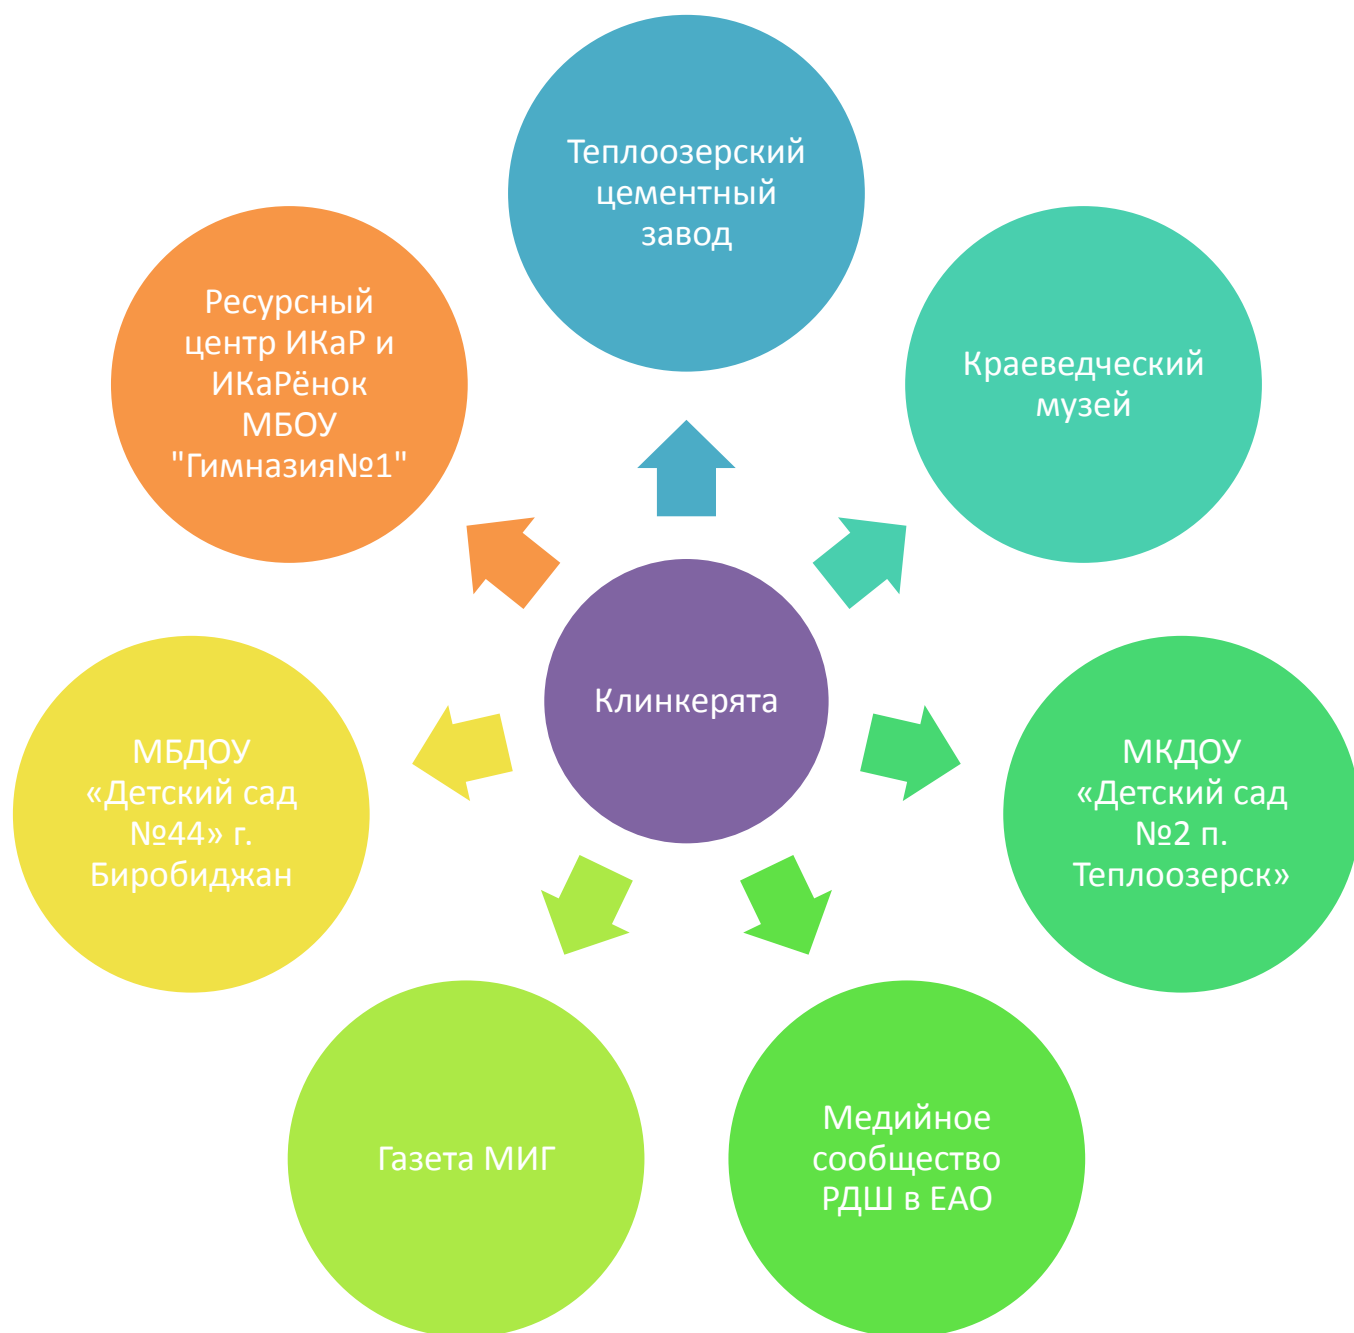 Теплоозерский
цементный
завод
Краеведческий
музей
МКДОУ
«Детский сад
№2 п.
Теплоозерск»
Медийное
сообщество
РДШ в ЕАО
Газета МИГ
МБДОУ
«Детский сад
№44» г.
Биробиджан
Ресурсный
центр ИКаР и
ИКаРёнок
МБОУ
"Гимназия№1"
Клинкерята